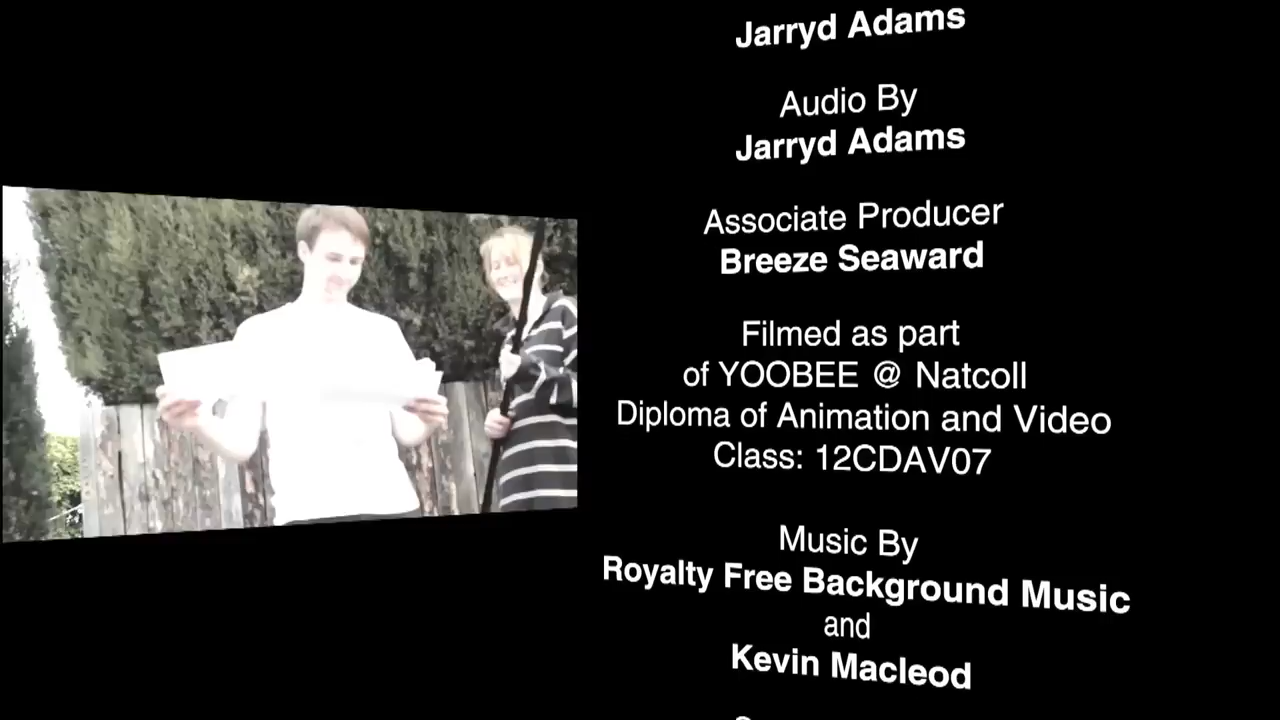 Jarryd Adams
Audio By
Jarryd Adams
Associate Producer
Breeze Seaward
Filmed as part
of YOOBEE @ Natcoll
Diploma of Animation and Video
Class: 12CDAV07
Music By
Royalty Free Background Music
and
Kevin Macleod